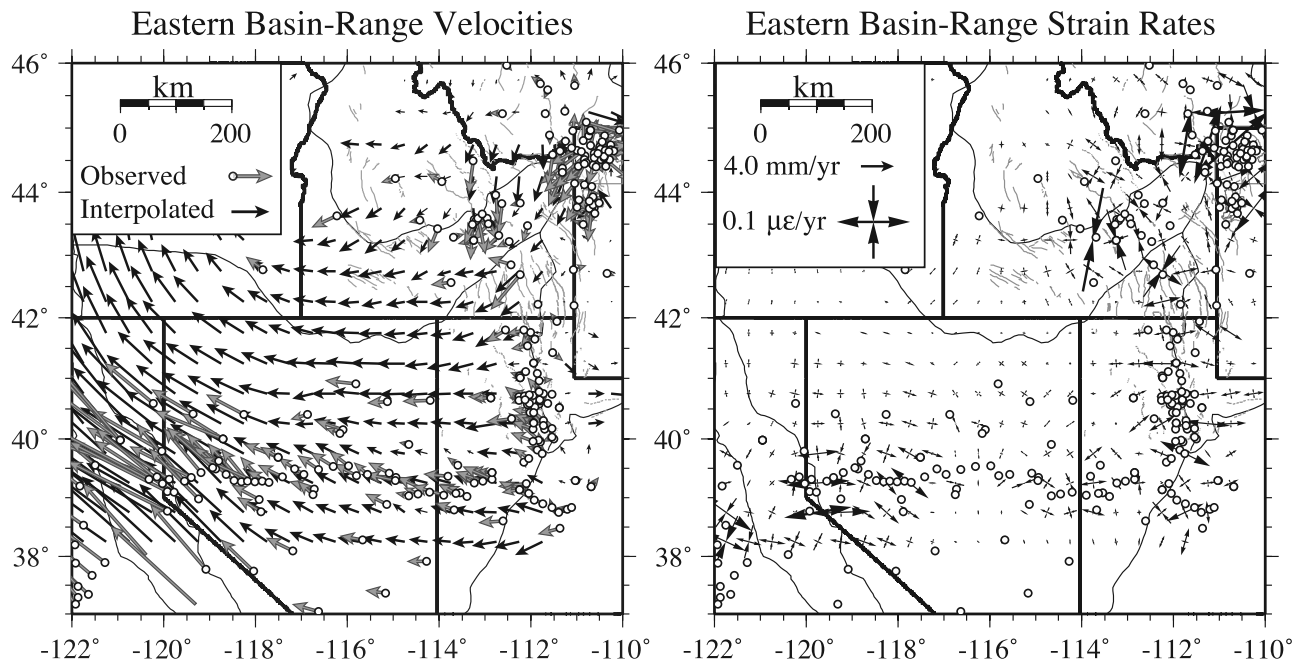 Eastern Basin-Range Velocities
46°
km
0 200
Observed
Interpolated
44°
42°
40°
38°
-122° -120° -118° -116° -114° -112° -110°
Eastern Basin-Range Strain Rates
46°
km
0 200
4.0 mm/yr
0.1 με/yr
44°
42°
40°
38°
-122° -120° -118° -116° -114° -112° -110°